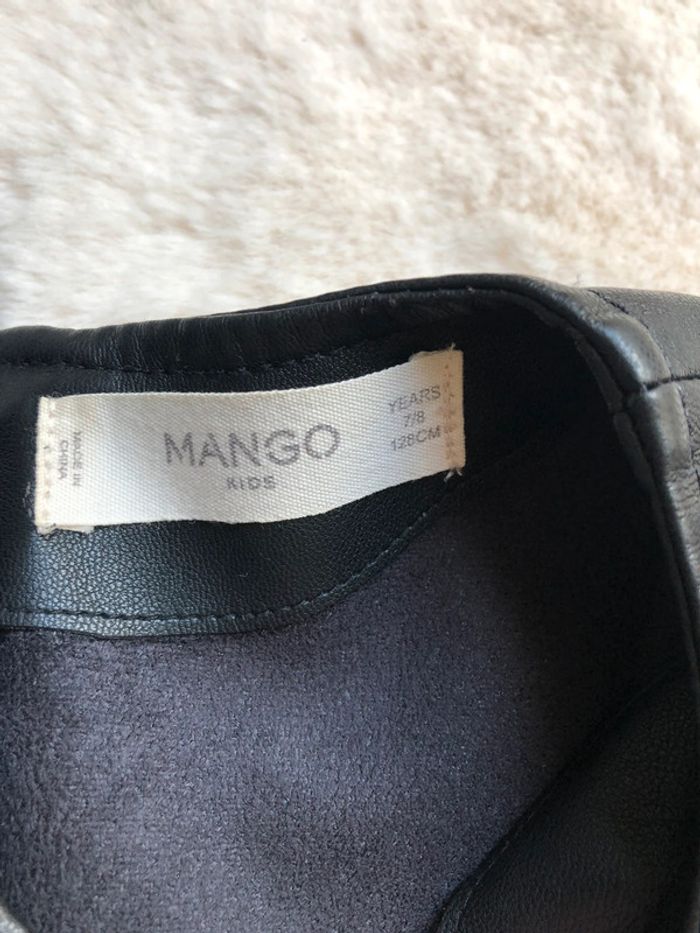 MADE IN
CHINA
MANGO
KIDS
YEARS
7/8
128CM